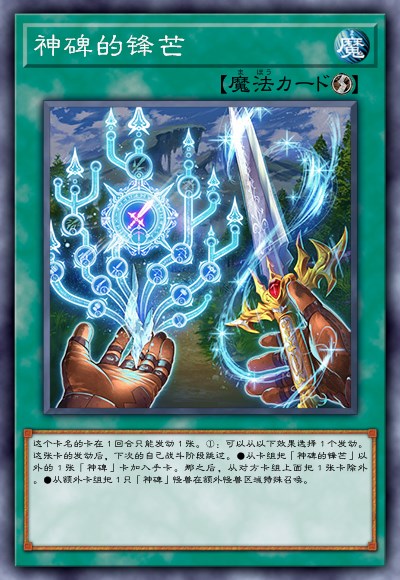 神碑的锋芒
魔
【魔法カード】
まほう
这个卡名的卡在1回合只能发动1张。①：可以从以下效果选择1个发动。
这张卡的发动后，下次的自己战斗阶段跳过。●从卡组把「神碑的锋芒」以
外的1张「神碑」卡加入手卡。那之后，从对方卡组上面把1张卡除外
。●从额外卡组把1只「神碑」怪兽在额外怪兽区域特殊召唤。